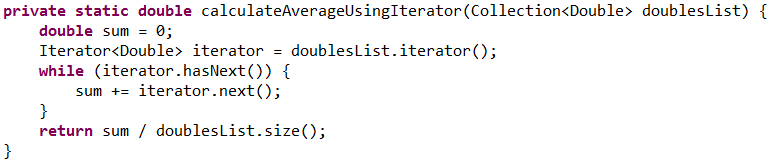 private static double calculateAverageUsingIterator(Collection<Double> doublesList) {
    double sum = 0;
    Iterator<Double> iterator = doublesList.iterator();
    while (iterator.hasNext()) {
        sum += iterator.next();
    }
    return sum / doublesList.size();
}